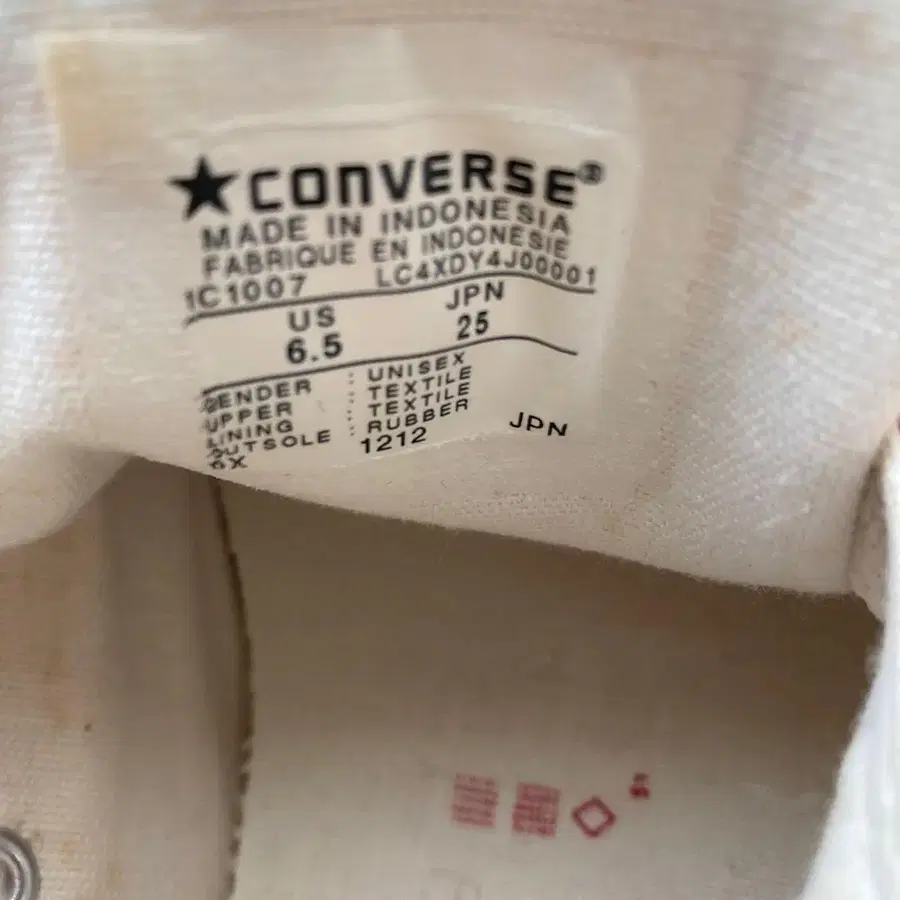 ★CONVERSE®
MADE IN INDONESIA
FABRIQUE EN INDONESIE
1C1007 LC4XDY4J00001
US JPN
6.5 25
GENDER : UNISEX
UPPER : TEXTILE
LINING : TEXTILE
OUTSOLE : RUBBER
6X 1212 JPN